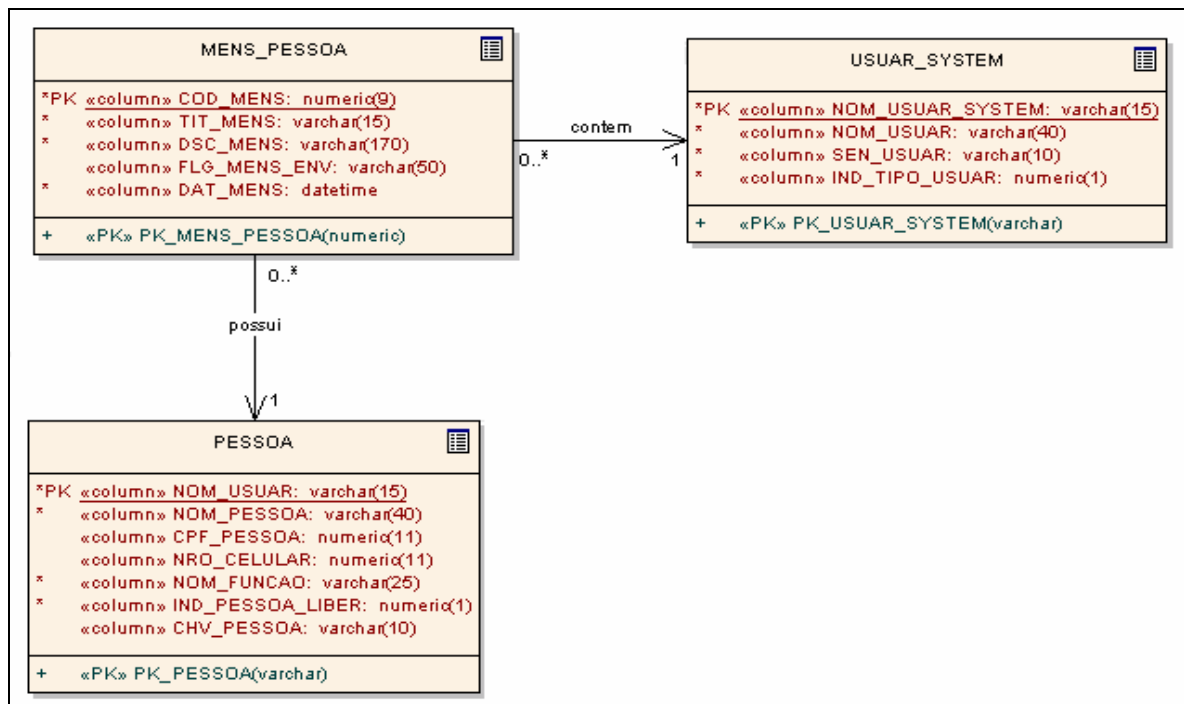 MENS_PESSOA
*PK «column» COD_MENS: numeric(9)
* «column» TIT_MENS: varchar(15)
* «column» DSC_MENS: varchar(170)
«column» FLG_MENS_ENV: varchar(50)
* «column» DAT_MENS: datetime
+ «PK» PK_MENS_PESSOA(numeric)
contem
0..*
1
USUAR_SYSTEM
*PK «column» NOM_USUAR_SYSTEM: varchar(15)
* «column» NOM_USUAR: varchar(40)
* «column» SEN_USUAR: varchar(10)
* «column» IND_TIPO_USUAR: numeric(1)
+ «PK» PK_USUAR_SYSTEM(varchar)
0..*
possui
1
PESSOA
*PK «column» NOM_USUAR: varchar(15)
* «column» NOM_PESSOA: varchar(40)
«column» CPF_PESSOA: numeric(11)
«column» NRO_CELULAR: numeric(11)
* «column» NOM_FUNCAO: varchar(25)
* «column» IND_PESSOA_LIBER: numeric(1)
«column» CHV_PESSOA: varchar(10)
+ «PK» PK_PESSOA(varchar)